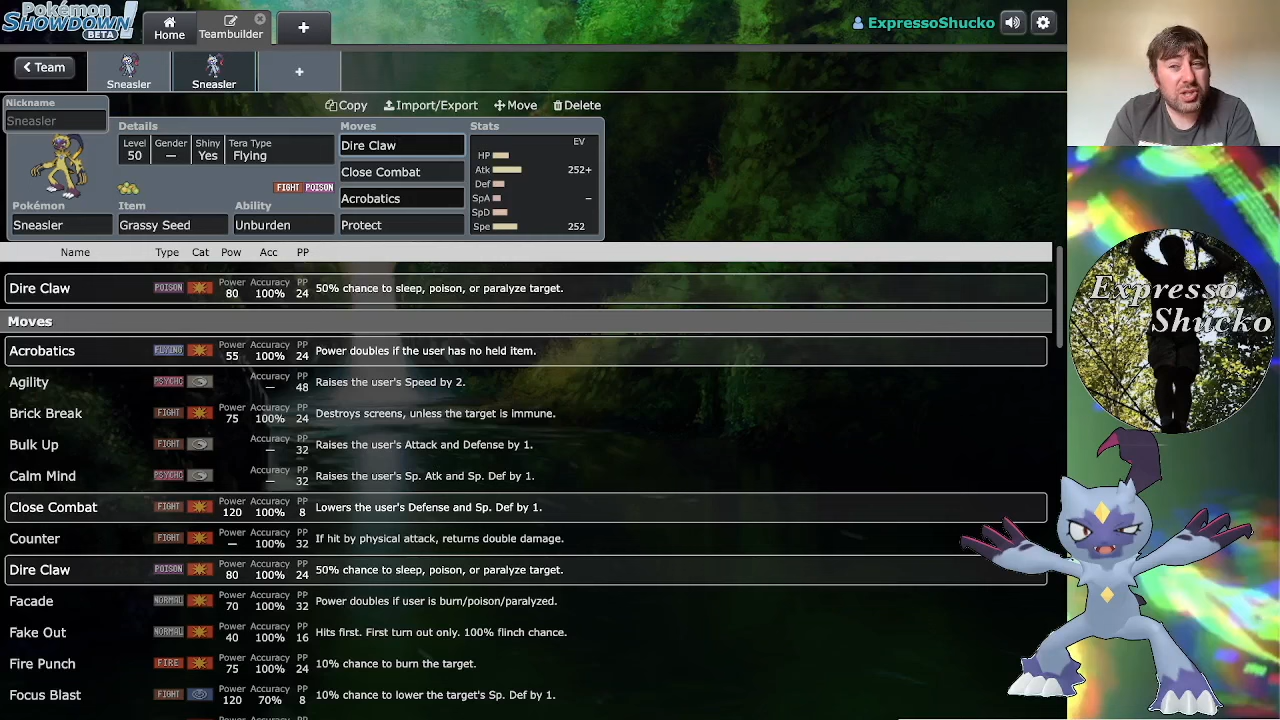 Pokémon
SHOWDOWN!
BETA
Home
Teambuilder
+
ExpressoShucko
< Team
Sneasler
Sneasler
+
Nickname
Sneasler
Copy Import/Export Move Delete
Details
Level Gender Shiny Tera Type
50 — Yes Flying
FIGHT POISON
Pokémon Item Ability
Sneasler Grassy Seed Unburden
Moves
Dire Claw
Close Combat
Acrobatics
Protect
Stats
EV
HP
Atk 252+
Def
SpA –
SpD
Spe 252
Name Type Cat Pow Acc PP
Dire Claw POISON Power 80 Accuracy 100% PP 24 50% chance to sleep, poison, or paralyze target.
Moves
Acrobatics FLYING Power 55 Accuracy 100% PP 24 Power doubles if the user has no held item.
Agility PSYCHC Accuracy — PP 48 Raises the user's Speed by 2.
Brick Break FIGHT Power 75 Accuracy 100% PP 24 Destroys screens, unless the target is immune.
Bulk Up FIGHT Accuracy — PP 32 Raises the user's Attack and Defense by 1.
Calm Mind PSYCHC Accuracy — PP 32 Raises the user's Sp. Atk and Sp. Def by 1.
Close Combat FIGHT Power 120 Accuracy 100% PP 8 Lowers the user's Defense and Sp. Def by 1.
Counter FIGHT Power — Accuracy 100% PP 32 If hit by physical attack, returns double damage.
Dire Claw POISON Power 80 Accuracy 100% PP 24 50% chance to sleep, poison, or paralyze target.
Facade NORMAL Power 70 Accuracy 100% PP 32 Power doubles if user is burn/poison/paralyzed.
Fake Out NORMAL Power 40 Accuracy 100% PP 16 Hits first. First turn out only. 100% flinch chance.
Fire Punch FIRE Power 75 Accuracy 100% PP 24 10% chance to burn the target.
Focus Blast FIGHT Power 120 Accuracy 70% PP 8 10% chance to lower the target's Sp. Def by 1.
Expresso
Shucko